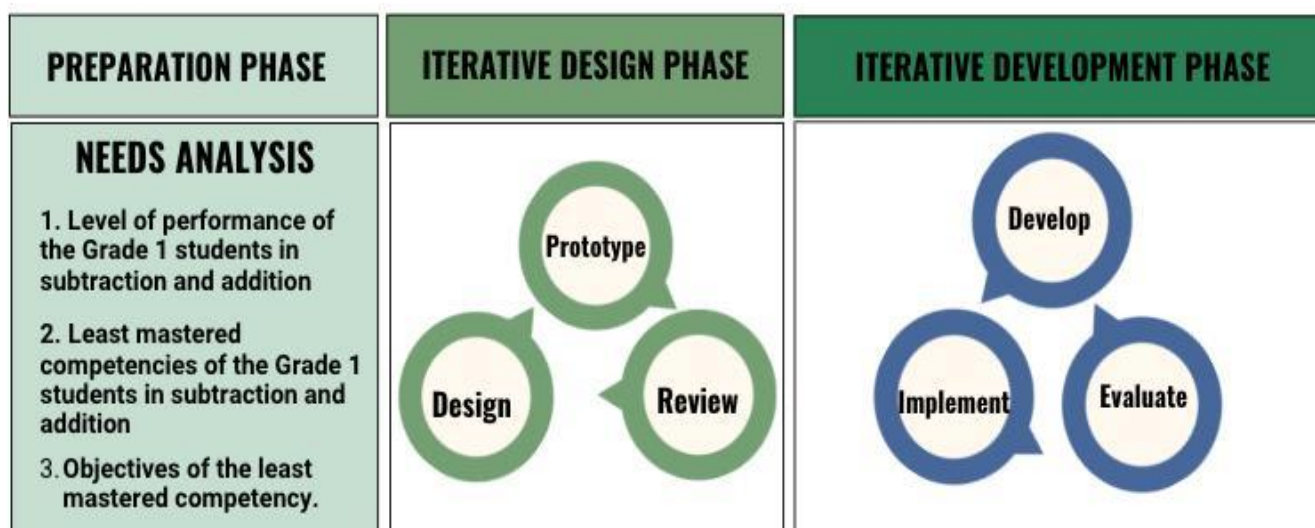 PREPARATION PHASE
NEEDS ANALYSIS
1. Level of performance of
the Grade 1 students in
subtraction and addition
2. Least mastered
competencies of the Grade 1
students in subtraction and
addition
3. Objectives of the least
mastered competency.
ITERATIVE DESIGN PHASE
Prototype
Design
Review
ITERATIVE DEVELOPMENT PHASE
Develop
Implement
Evaluate